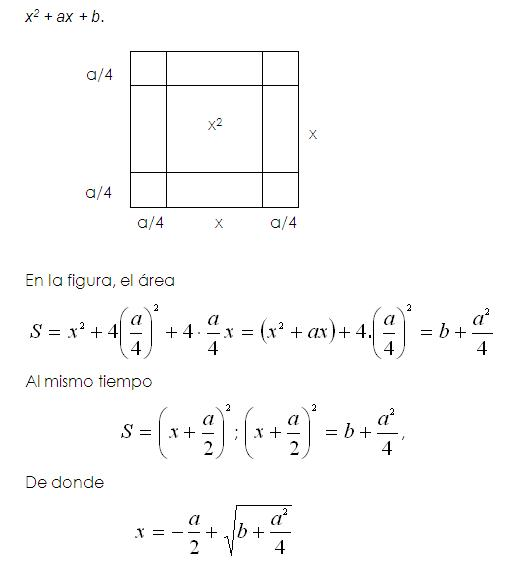 x² + ax + b.
a/4
x²
x
a/4
a/4 x a/4
En la figura, el área
S = x² + 4(a/4)² + 4·a/4 x = (x² + ax) + 4.(a/4)² = b + a²/4
Al mismo tiempo
S = (x + a/2)²; (x + a/2)² = b + a²/4,
De donde
x = -a/2 + √(b + a²/4)